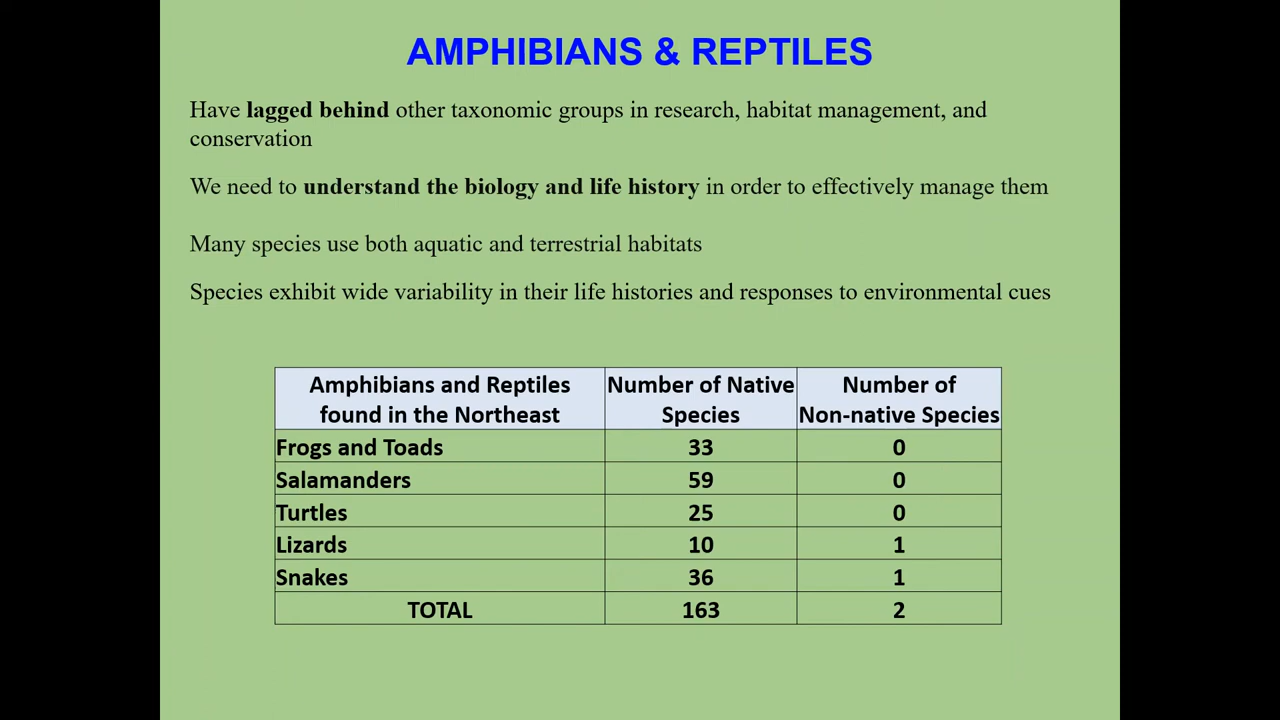 AMPHIBIANS & REPTILES
Have lagged behind other taxonomic groups in research, habitat management, and
conservation
We need to understand the biology and life history in order to effectively manage them
Many species use both aquatic and terrestrial habitats
Species exhibit wide variability in their life histories and responses to environmental cues
Amphibians and Reptiles found in the Northeast Number of Native Species Number of Non-native Species
Frogs and Toads 33 0
Salamanders 59 0
Turtles 25 0
Lizards 10 1
Snakes 36 1
TOTAL 163 2